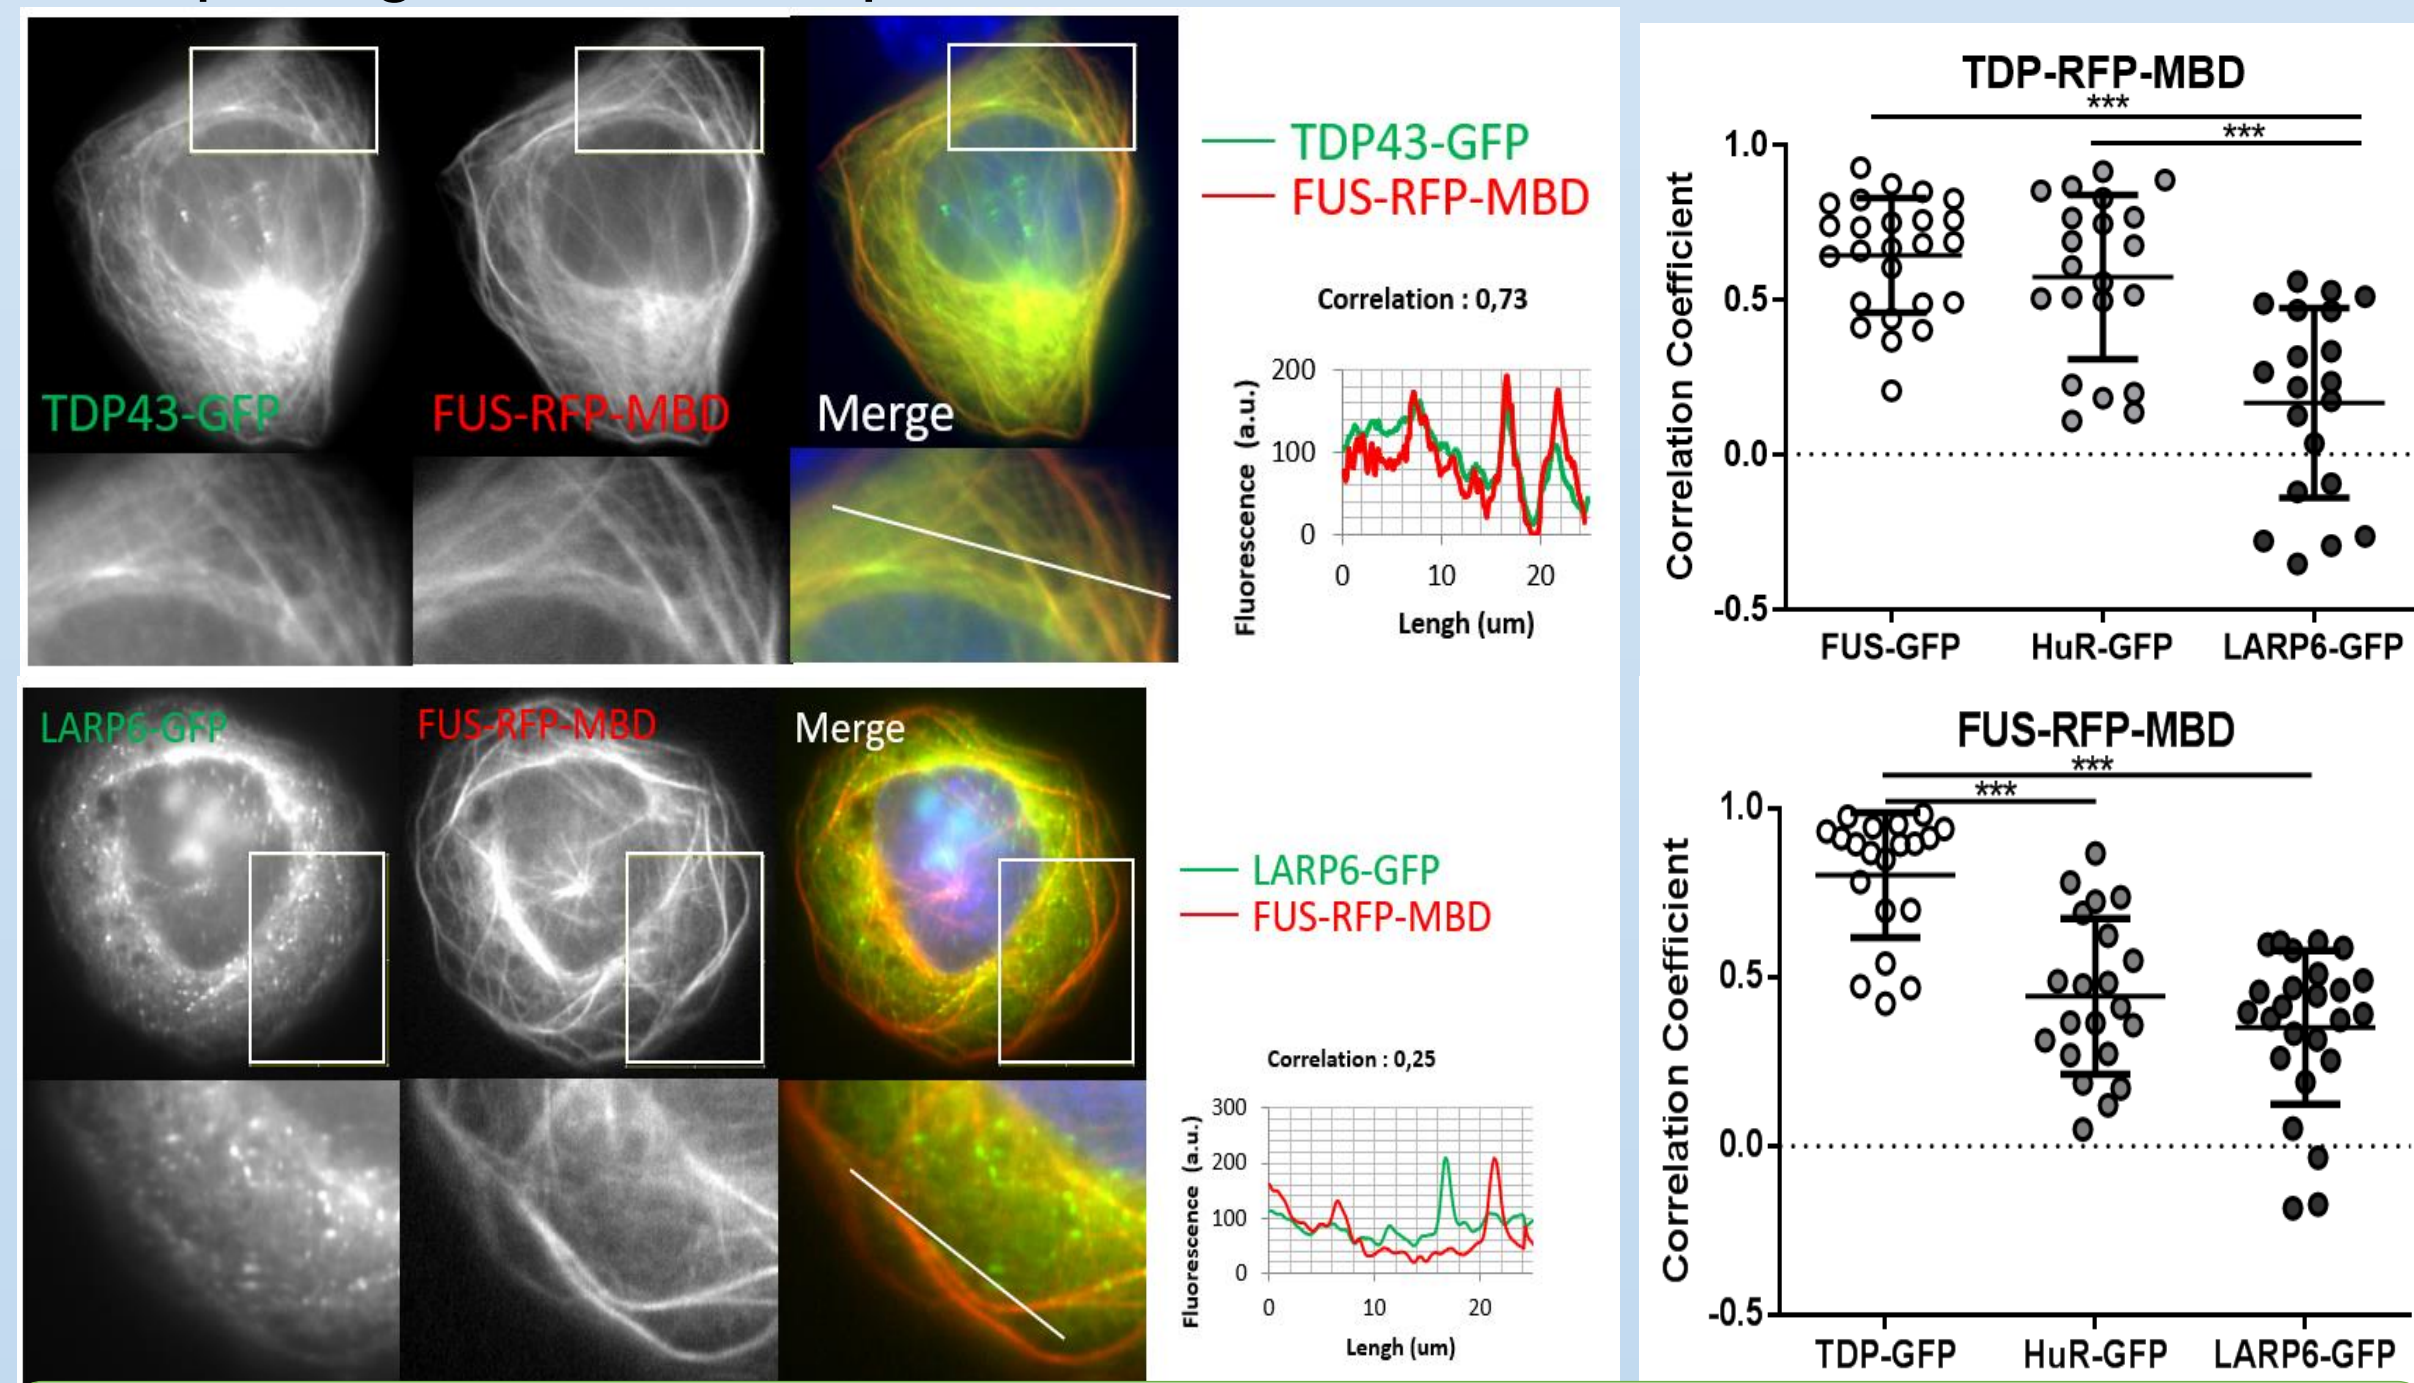 TDP43-GFP
FUS-RFP-MBD
Merge
TDP43-GFP
FUS-RFP-MBD
Correlation : 0,73
Fluorescence (a.u.)
200
100
0
0 10 20
Lengh (um)
TDP-RFP-MBD
***
***
Correlation Coefficient
1.0
0.5
0.0
-0.5
FUS-GFP HuR-GFP LARP6-GFP
LARP6-GFP
FUS-RFP-MBD
Merge
LARP6-GFP
FUS-RFP-MBD
Correlation : 0,25
Fluorescence (a.u.)
300
200
100
0
0 10 20
Lengh (um)
FUS-RFP-MBD
***
***
Correlation Coefficient
1.0
0.5
0.0
-0.5
TDP-GFP HuR-GFP LARP6-GFP